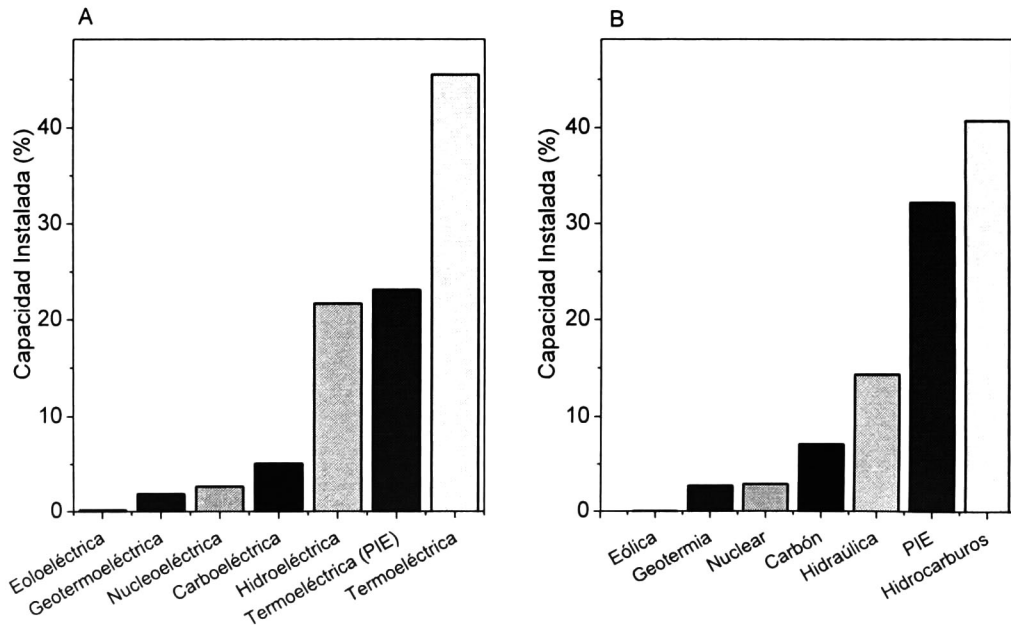 A
Capacidad Instalada (%)
40
30
20
10
0
Eoloeléctrica
Geotermoeléctrica
Nucleoeléctrica
Carboeléctrica
Hidroeléctrica
Termoeléctrica (PIE)
Termoeléctrica
B
Capacidad Instalada (%)
40
30
20
10
0
Eólica
Geotermia
Nuclear
Carbón
Hidraúlica
PIE
Hidrocarburos